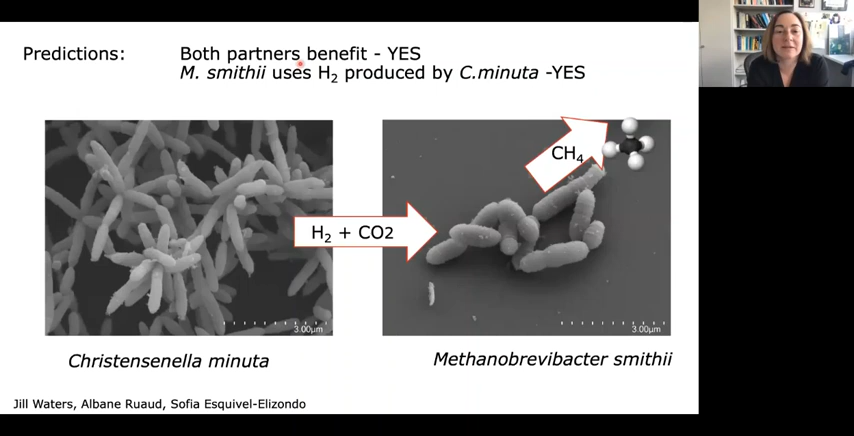 Predictions: Both partners benefit - YES
M. smithii uses H₂ produced by C.minuta -YES
CH₄
H₂ + CO2
3.00µm
3.00µm
Christensenella minuta
Methanobrevibacter smithii
Jill Waters, Albane Ruaud, Sofia Esquivel-Elizondo